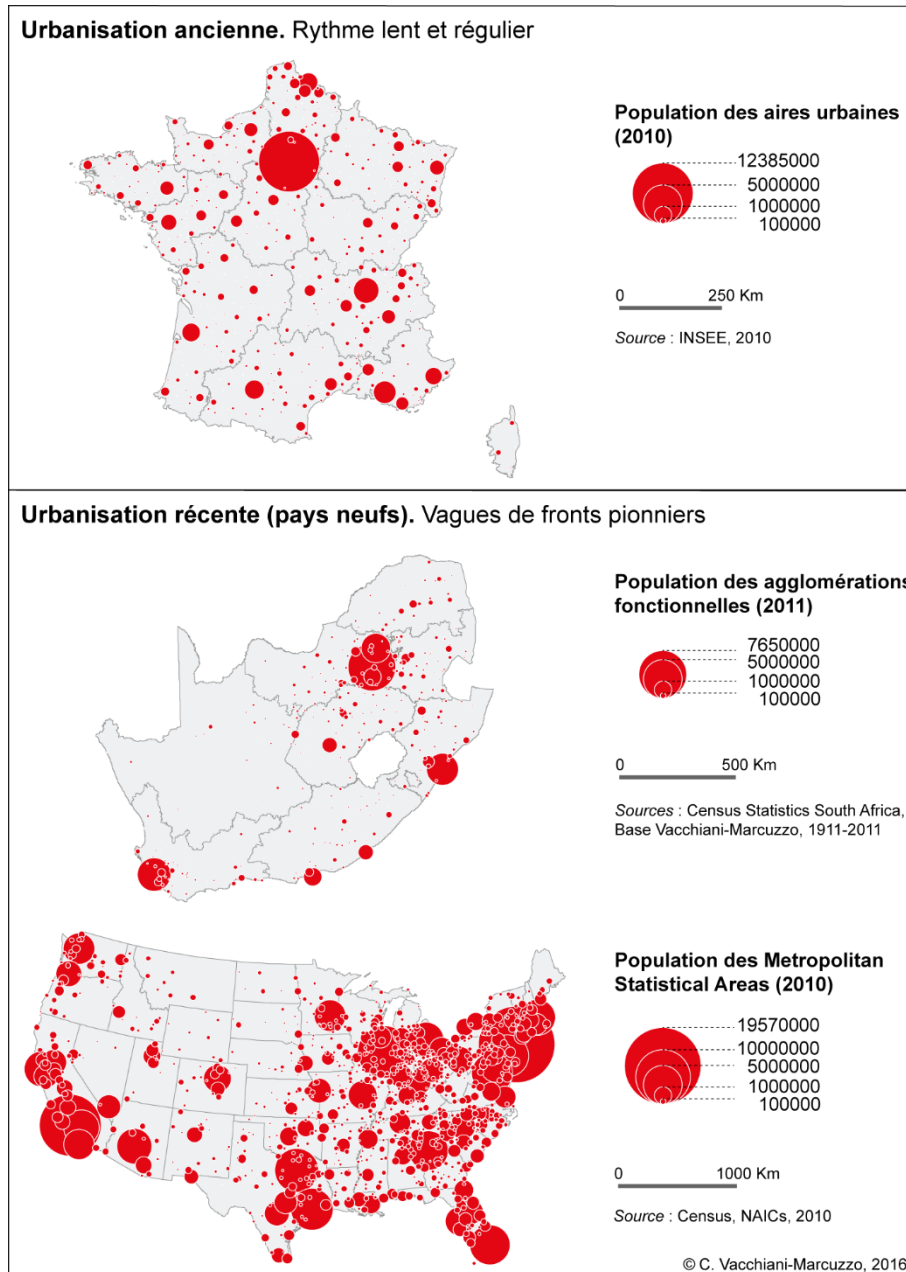 Urbanisation ancienne. Rythme lent et régulier
Population des aires urbaines
(2010)
12385000
5000000
1000000
100000
0 250 Km
Source : INSEE, 2010
Urbanisation récente (pays neufs). Vagues de fronts pionniers
Population des agglomérations
fonctionnelles (2011)
7650000
5000000
1000000
100000
0 500 Km
Sources : Census Statistics South Africa,
Base Vacchiani-Marcuzzo, 1911-2011
Population des Metropolitan
Statistical Areas (2010)
19570000
10000000
5000000
1000000
100000
0 1000 Km
Source : Census, NAICs, 2010
© C. Vacchiani-Marcuzzo, 2016